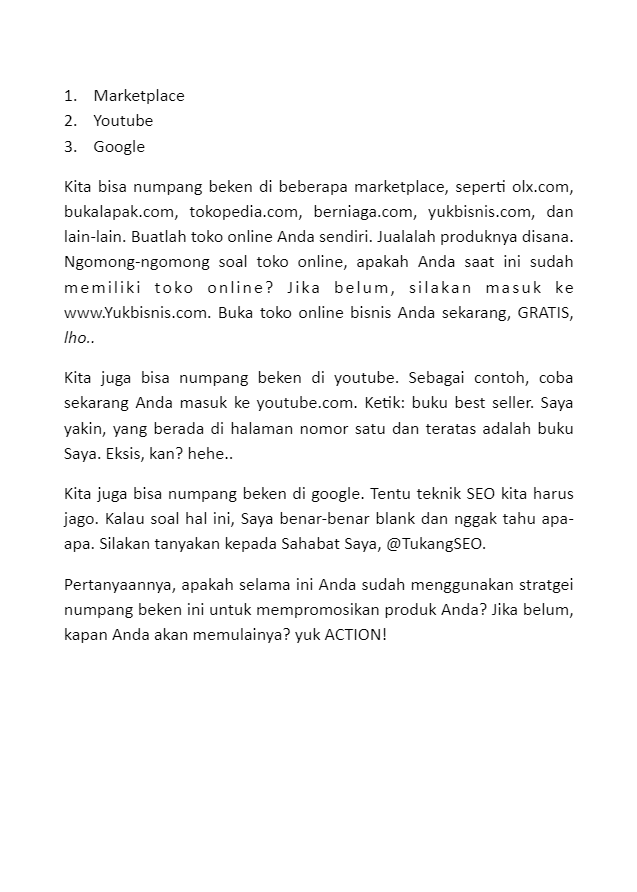 1. Marketplace
2. Youtube
3. Google
Kita bisa numpang beken di beberapa marketplace, seperti olx.com,
bukalapak.com, tokopedia.com, berniaga.com, yukbisnis.com, dan
lain-lain. Buatlah toko online Anda sendiri. Jualalah produknya disana.
Ngomong-ngomong soal toko online, apakah Anda saat ini sudah
memiliki toko online? Jika belum, silakan masuk ke
www.Yukbisnis.com. Buka toko online bisnis Anda sekarang, GRATIS,
lho..
Kita juga bisa numpang beken di youtube. Sebagai contoh, coba
sekarang Anda masuk ke youtube.com. Ketik: buku best seller. Saya
yakin, yang berada di halaman nomor satu dan teratas adalah buku
Saya. Eksis, kan? hehe..
Kita juga bisa numpang beken di google. Tentu teknik SEO kita harus
jago. Kalau soal hal ini, Saya benar-benar blank dan nggak tahu apa-
apa. Silakan tanyakan kepada Sahabat Saya, @TukangSEO.
Pertanyaannya, apakah selama ini Anda sudah menggunakan stratgei
numpang beken ini untuk mempromosikan produk Anda? Jika belum,
kapan Anda akan memulainya? yuk ACTION!